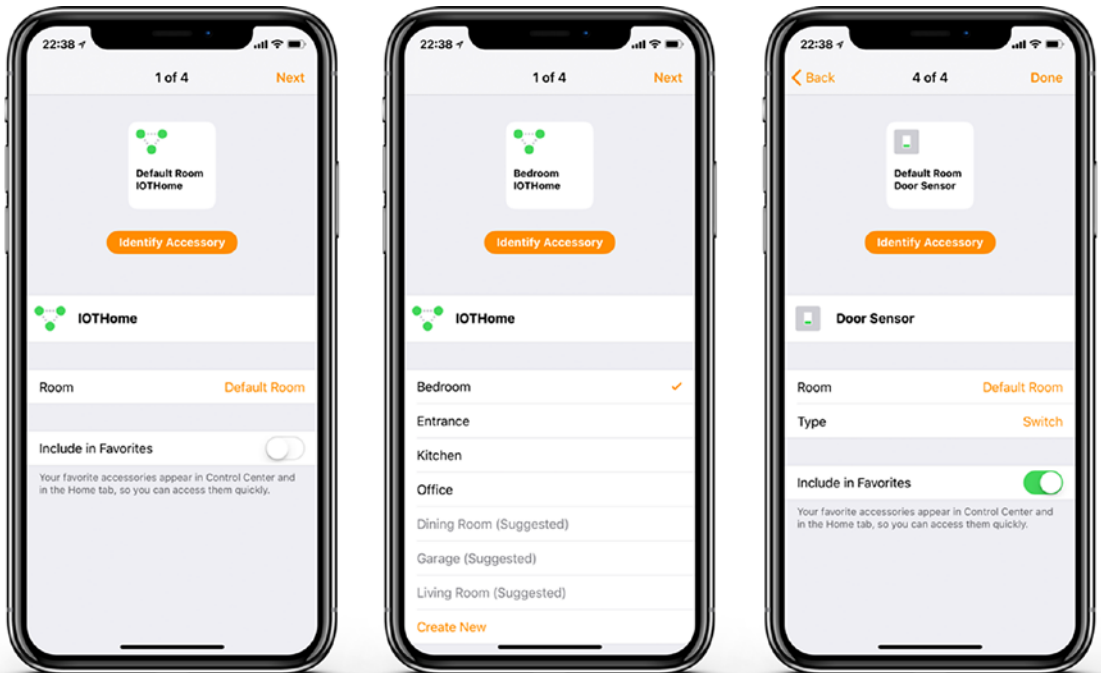 22:38
1 of 4
Next
Default Room
IOTHome
Identify Accessory
IOTHome
Room
Default Room
Include in Favorites
Your favorite accessories appear in Control Center and
in the Home tab, so you can access them quickly.
22:38
1 of 4
Next
Bedroom
IOTHome
Identify Accessory
IOTHome
Bedroom
Entrance
Kitchen
Office
Dining Room (Suggested)
Garage (Suggested)
Living Room (Suggested)
Create New
22:38
Back
4 of 4
Done
Default Room
Door Sensor
Identify Accessory
Door Sensor
Room
Default Room
Type
Switch
Include in Favorites
Your favorite accessories appear in Control Center and
in the Home tab, so you can access them quickly.